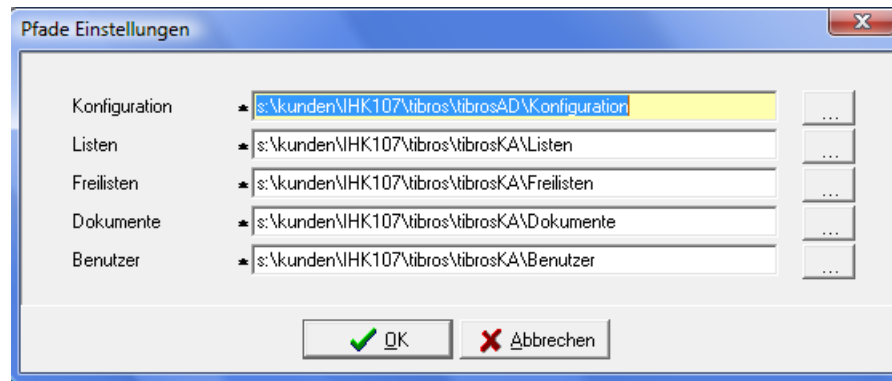 Pfade Einstellungen
Konfiguration * s:\kunden\IHK107\tibros\tibrosAD\Konfiguration ...
Listen * s:\kunden\IHK107\tibros\tibrosKA\Listen ...
Freilisten * s:\kunden\IHK107\tibros\tibrosKA\Freilisten ...
Dokumente * s:\kunden\IHK107\tibros\tibrosKA\Dokumente ...
Benutzer * s:\kunden\IHK107\tibros\tibrosKA\Benutzer ...
OK Abbrechen